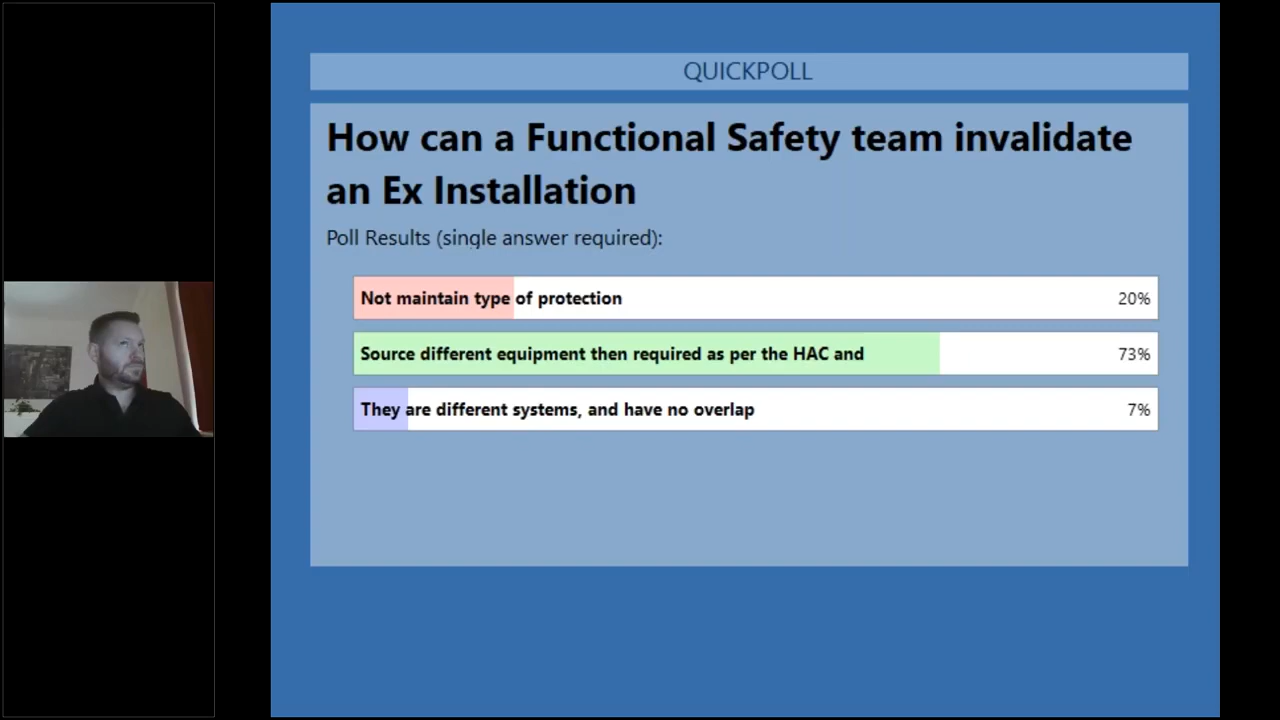 QUICKPOLL
How can a Functional Safety team invalidate
an Ex Installation
Poll Results (single answer required):
Not maintain type of protection 20%
Source different equipment then required as per the HAC and 73%
They are different systems, and have no overlap 7%